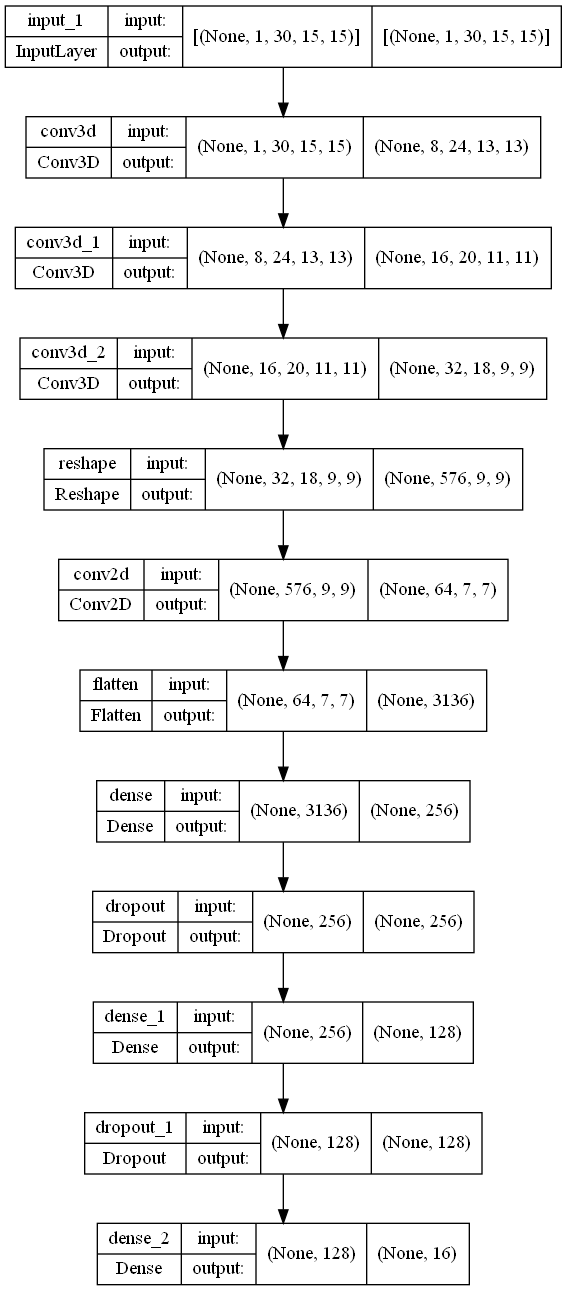 input_1 input: [(None, 1, 30, 15, 15)] [(None, 1, 30, 15, 15)]
InputLayer output:
conv3d input: (None, 1, 30, 15, 15) (None, 8, 24, 13, 13)
Conv3D output:
conv3d_1 input: (None, 8, 24, 13, 13) (None, 16, 20, 11, 11)
Conv3D output:
conv3d_2 input: (None, 16, 20, 11, 11) (None, 32, 18, 9, 9)
Conv3D output:
reshape input: (None, 32, 18, 9, 9) (None, 576, 9, 9)
Reshape output:
conv2d input: (None, 576, 9, 9) (None, 64, 7, 7)
Conv2D output:
flatten input: (None, 64, 7, 7) (None, 3136)
Flatten output:
dense input: (None, 3136) (None, 256)
Dense output:
dropout input: (None, 256) (None, 256)
Dropout output:
dense_1 input: (None, 256) (None, 128)
Dense output:
dropout_1 input: (None, 128) (None, 128)
Dropout output:
dense_2 input: (None, 128) (None, 16)
Dense output: